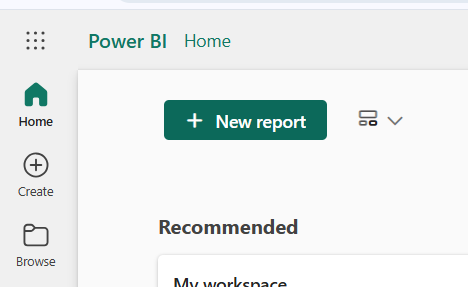 Power BI Home
New report
Home
Create
Recommended
Browse
My workspace